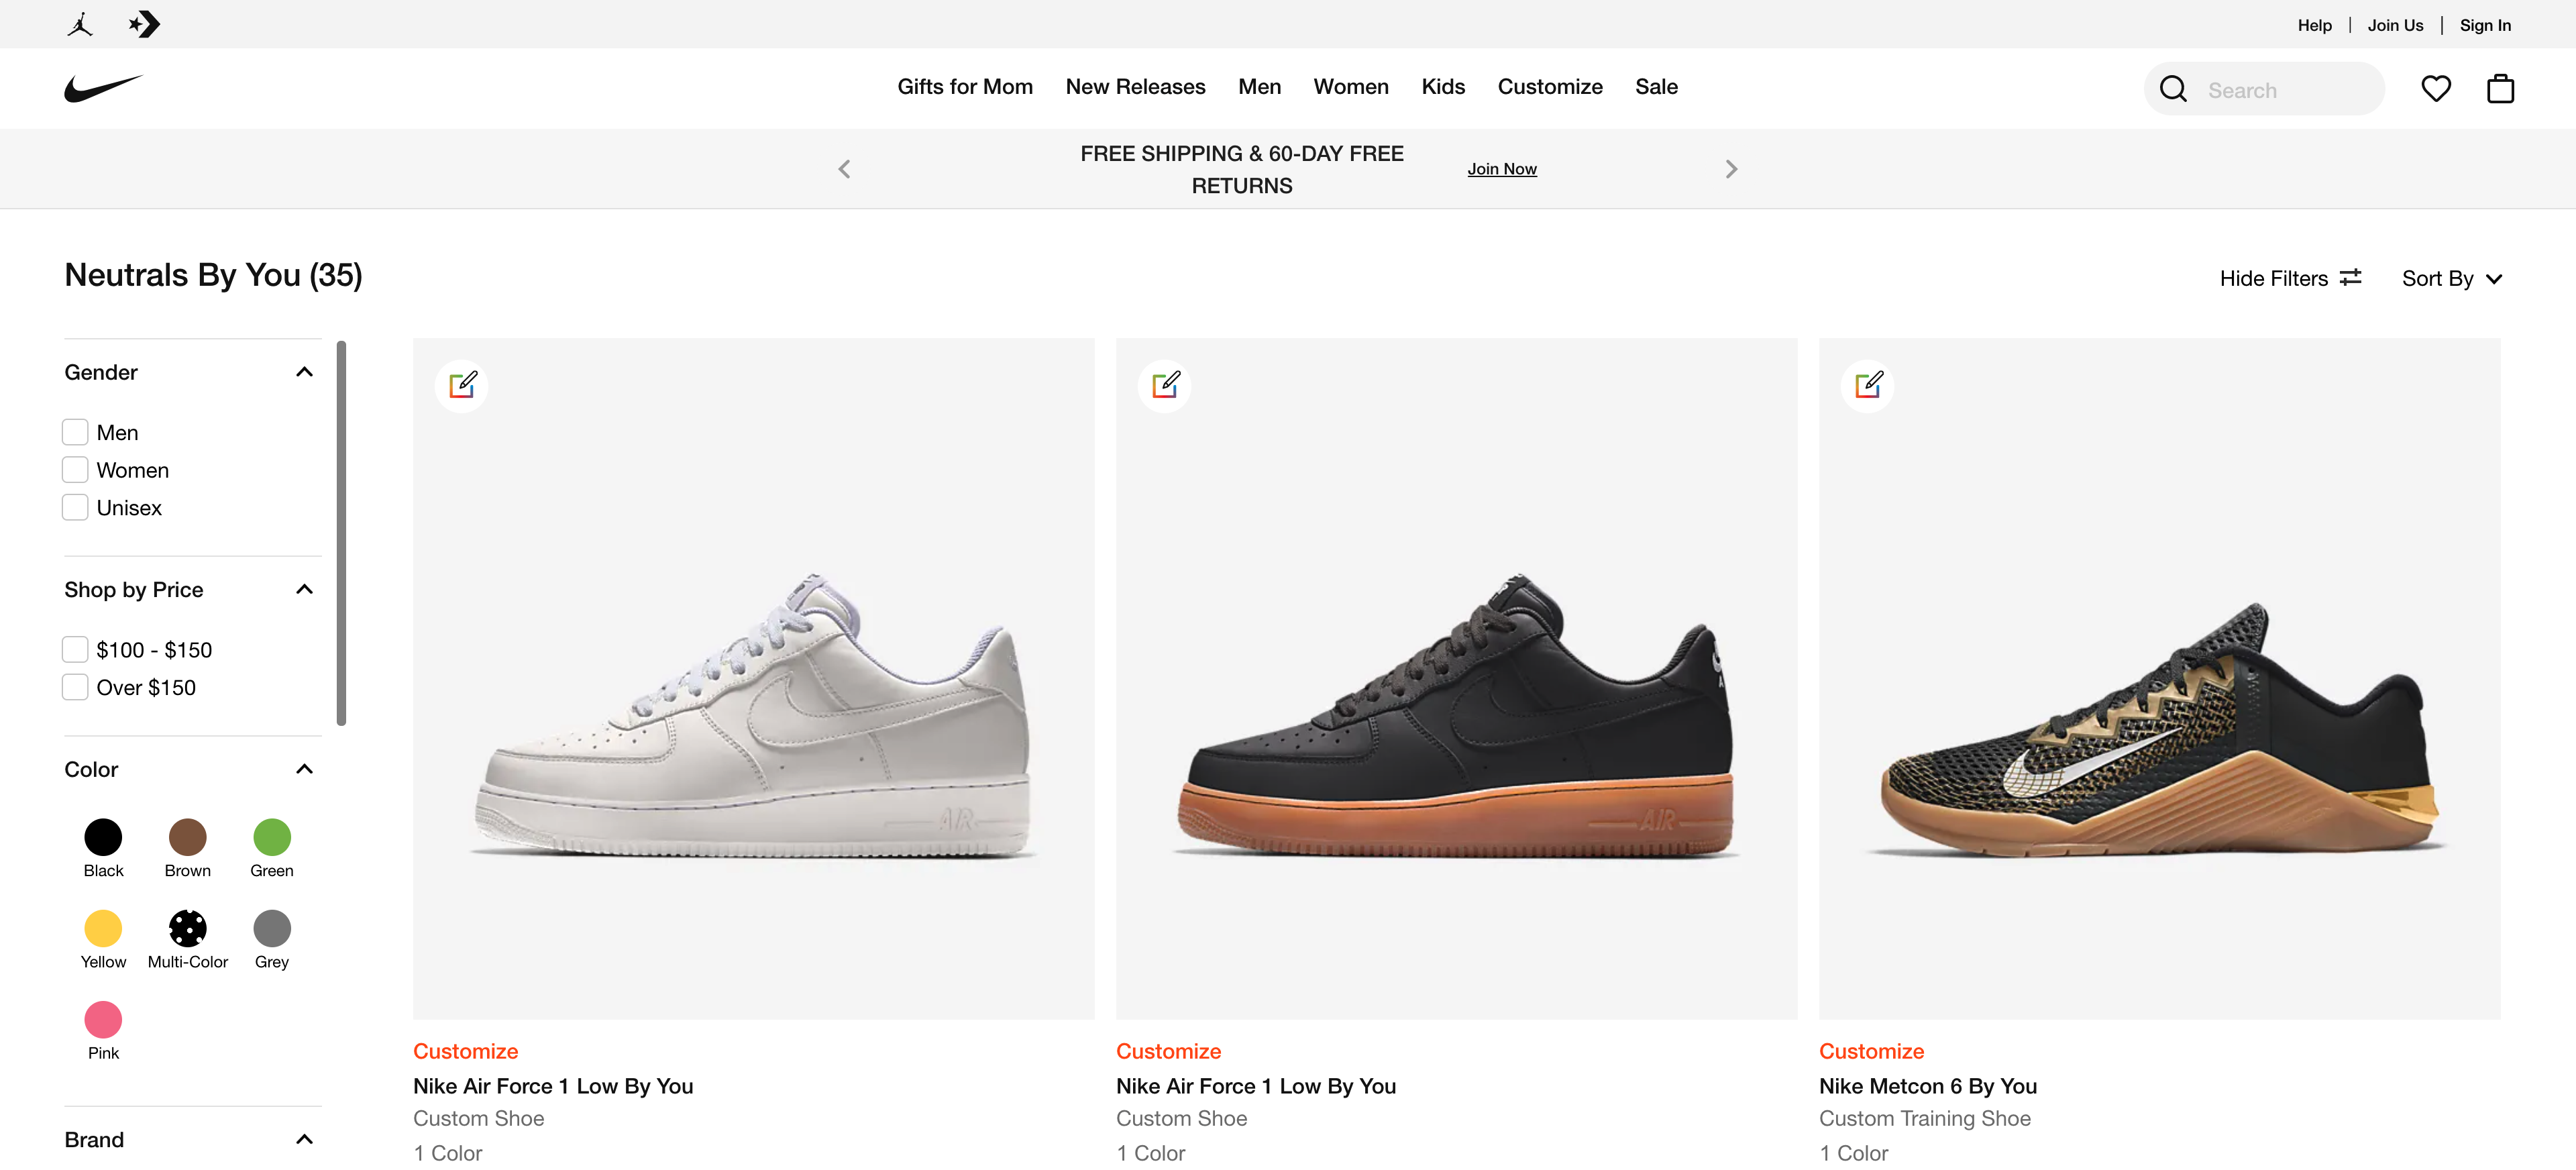 Help | Join Us | Sign In
Gifts for Mom New Releases Men Women Kids Customize Sale
Search
FREE SHIPPING & 60-DAY FREE
RETURNS
Join Now
Neutrals By You (35)
Hide Filters
Sort By
Gender
Men
Women
Unisex
Shop by Price
$100 - $150
Over $150
Color
Black Brown Green
Yellow Multi-Color Grey
Pink
Brand
AIR
Customize
Nike Air Force 1 Low By You
Custom Shoe
1 Color
AIR
Customize
Nike Air Force 1 Low By You
Custom Shoe
1 Color
Customize
Nike Metcon 6 By You
Custom Training Shoe
1 Color